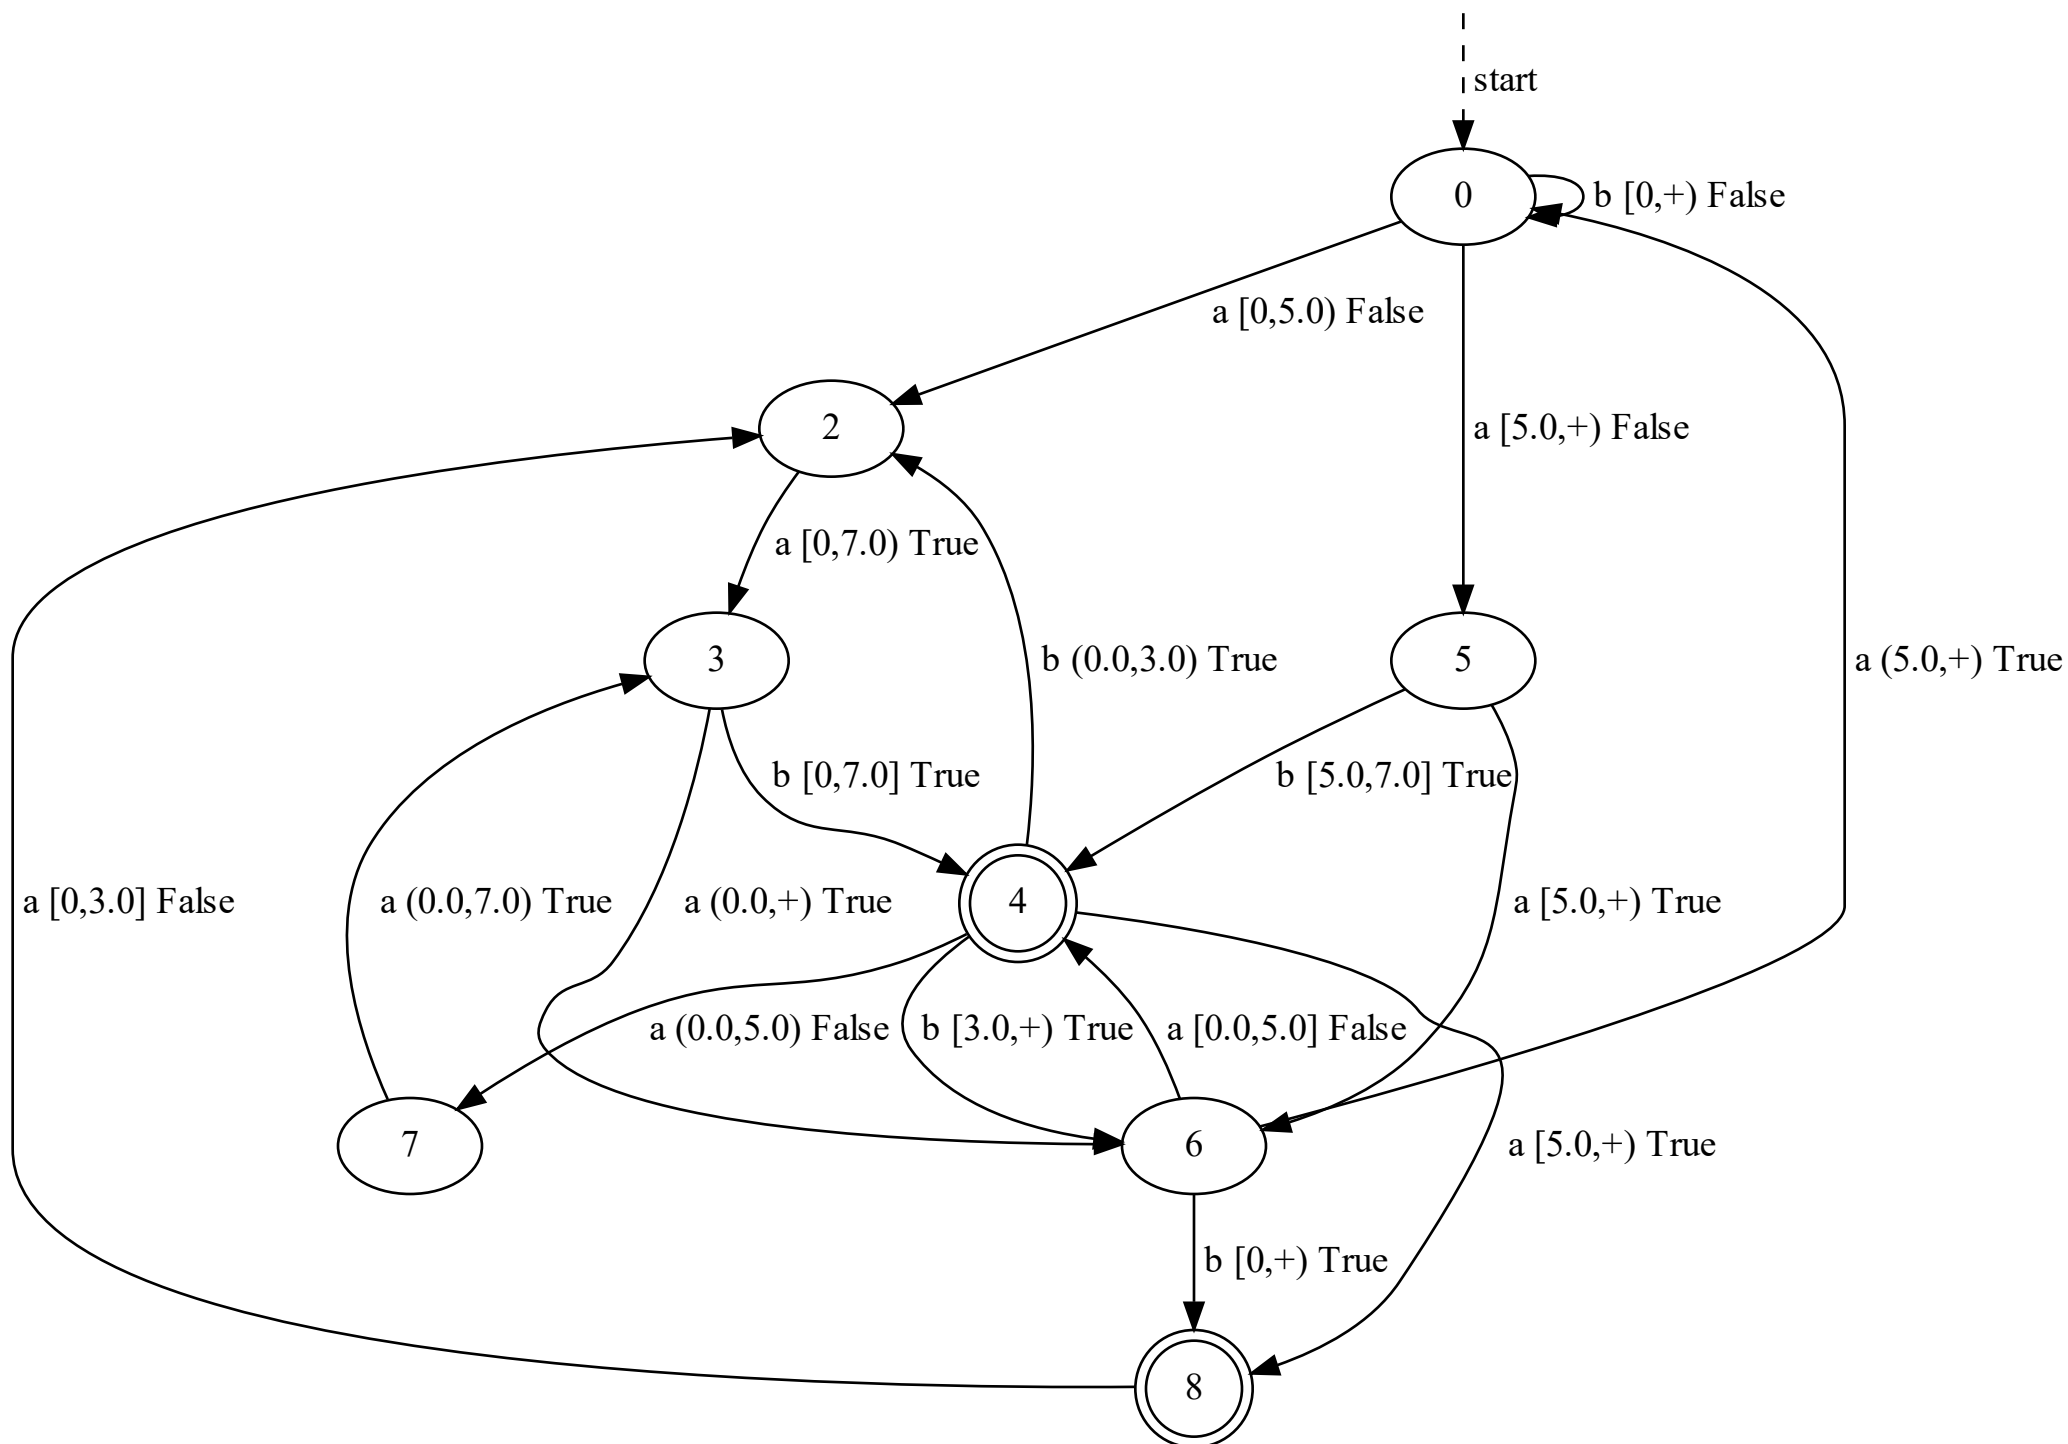 start
0
b [0,+) False
a [0,5.0) False
2
a [5.0,+) False
a [0,7.0) True
3
b (0.0,3.0) True
5
a (5.0,+) True
b [0,7.0] True
b [5.0,7.0] True
a [0,3.0] False
a (0.0,7.0) True
a (0.0,+) True
4
a [5.0,+) True
a (0.0,5.0) False
b [3.0,+) True
a [0.0,5.0] False
7
6
a [5.0,+) True
b [0,+) True
8